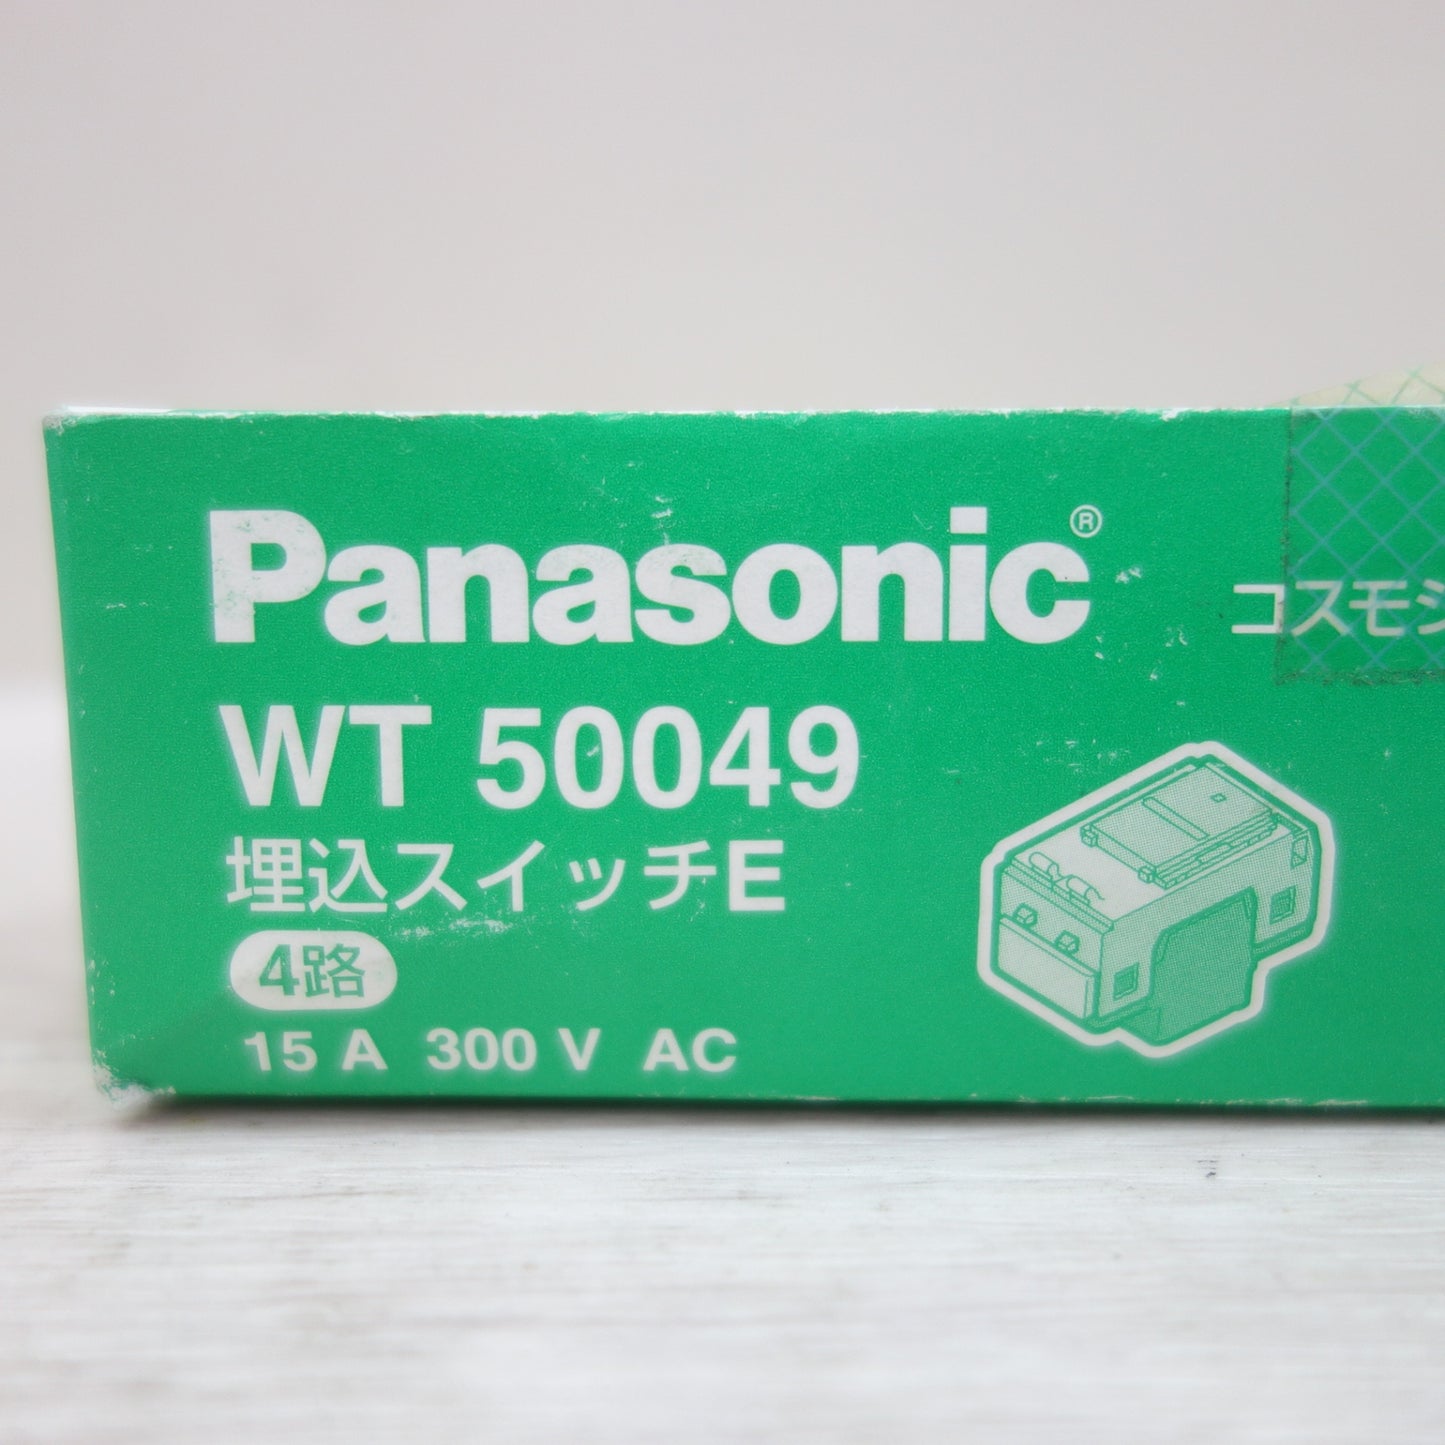 Panasonic®
コスモシ
WT 50049
埋込スイッチE
4路
15 A 300 V AC